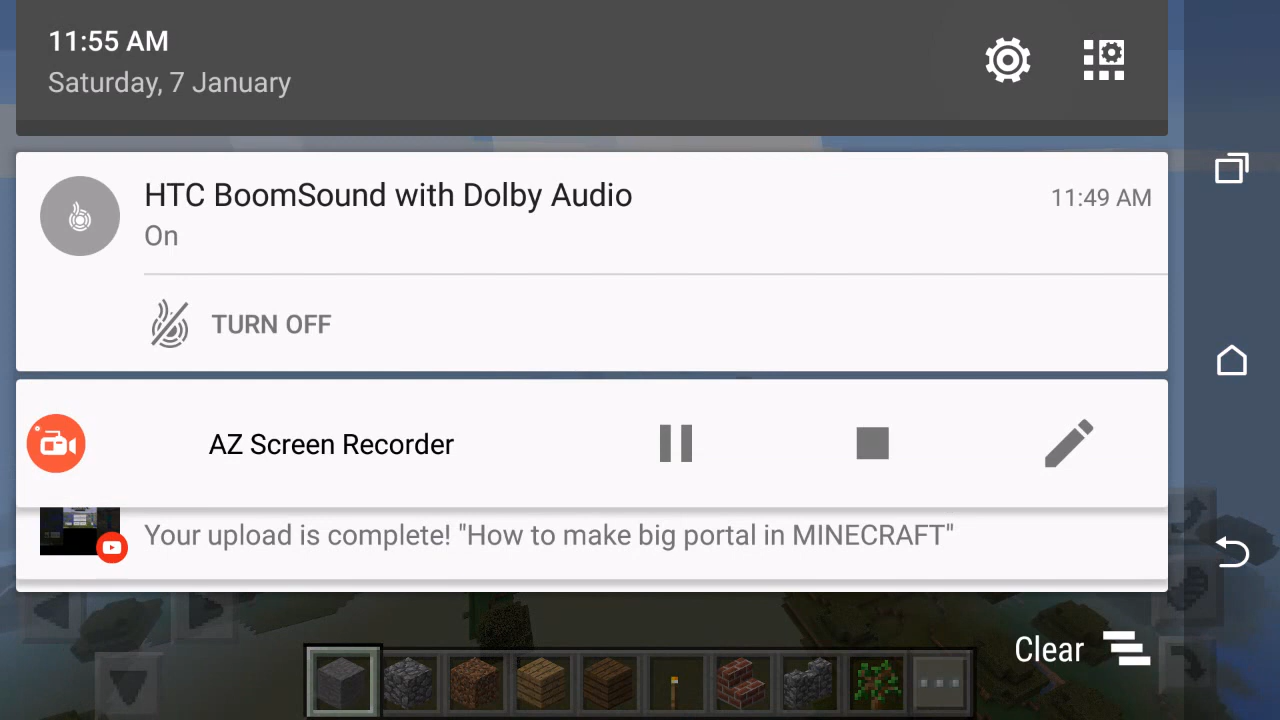 11:55 AM
Saturday, 7 January
HTC BoomSound with Dolby Audio
11:49 AM
On
TURN OFF
AZ Screen Recorder
Your upload is complete! "How to make big portal in MINECRAFT"
Clear